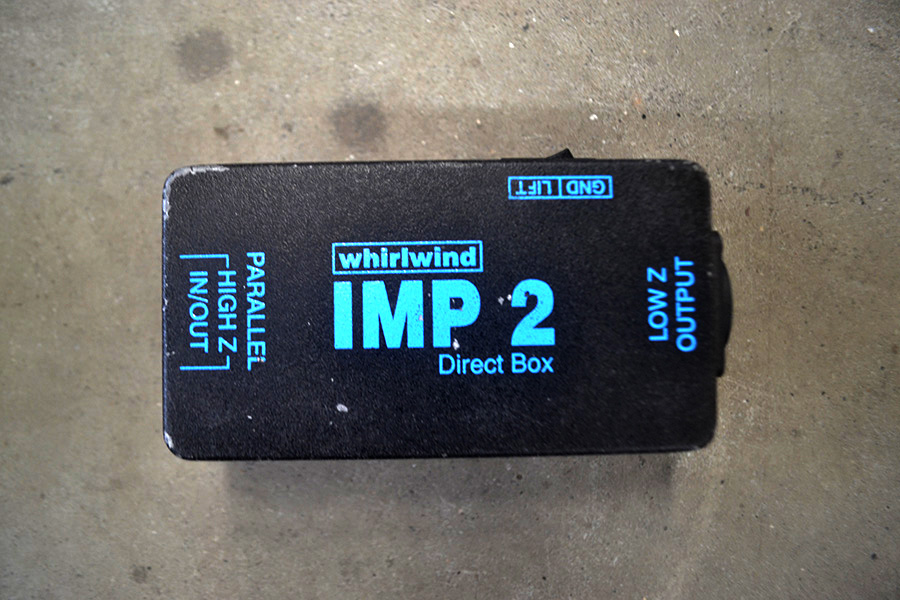 GND LIFT
whirlwind
IMP 2
Direct Box
PARALLEL
HIGH Z
IN/OUT
LOW Z
OUTPUT